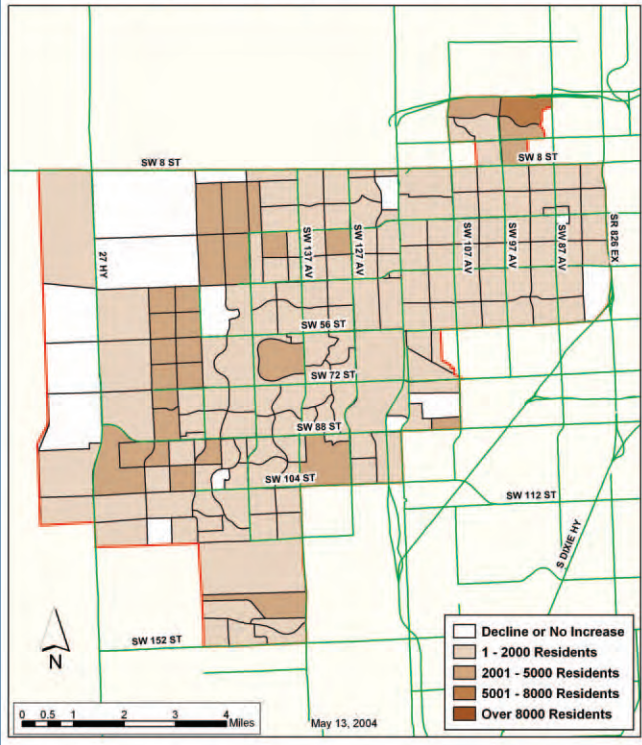 SW 8 ST
SW 8 ST
27 HY
SW 137 AV
SW 127 AV
SW 107 AV
SW 97 AV
SW 87 AV
SR 826 EX
SW 56 ST
SW 72 ST
SW 88 ST
SW 104 ST
SW 112 ST
S DIXIE HY
SW 152 ST
N
Decline or No Increase
1 - 2000 Residents
2001 - 5000 Residents
5001 - 8000 Residents
Over 8000 Residents
0 0.5 1 2 3 4
Miles
May 13, 2004